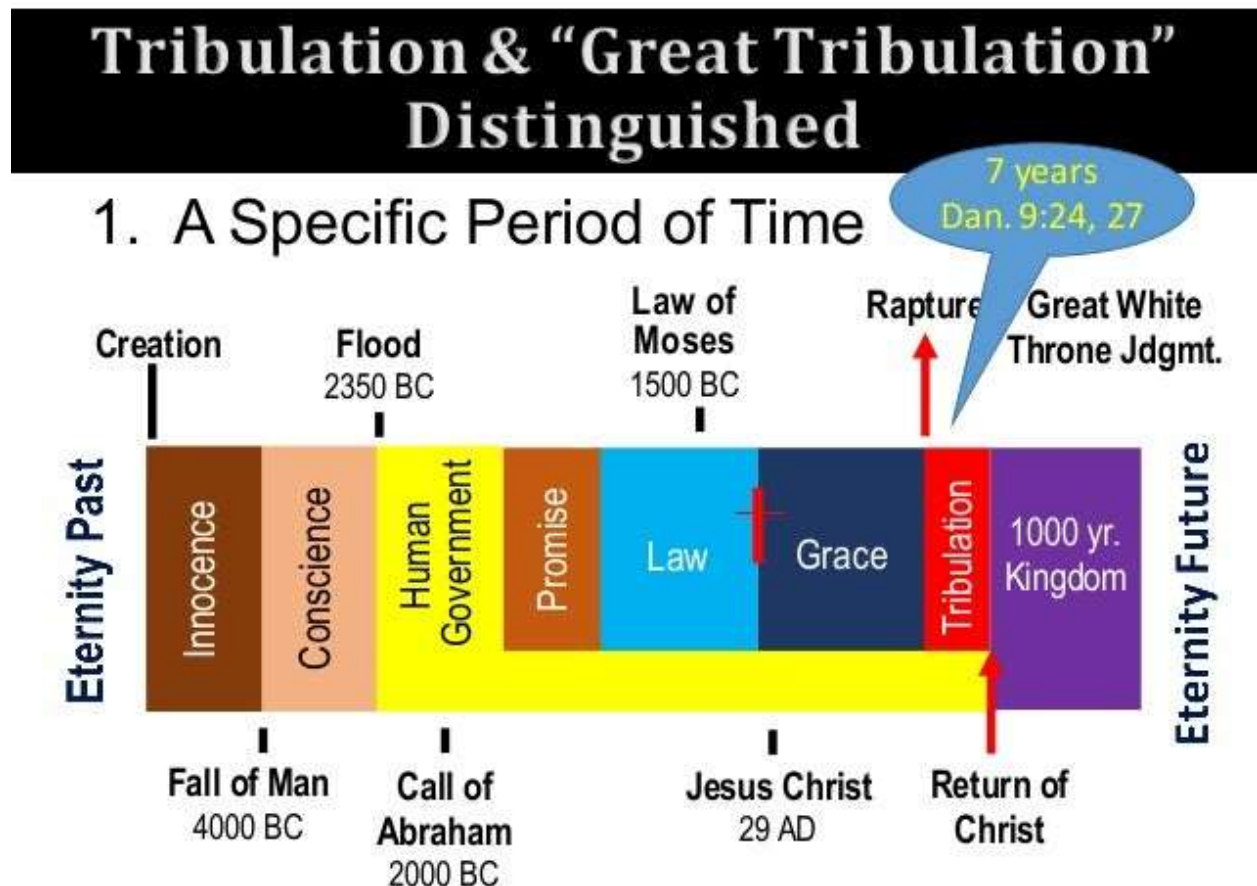 Tribulation & “Great Tribulation”
Distinguished
7 years
Dan. 9:24, 27
1. A Specific Period of Time
Creation
Flood
2350 BC
Law of
Moses
1500 BC
Rapture
Great White
Throne Jdgmt.
Eternity Past
Innocence
Conscience
Human
Government
Promise
Law
Grace
Tribulation
1000 yr.
Kingdom
Eternity Future
Fall of Man
4000 BC
Call of
Abraham
2000 BC
Jesus Christ
29 AD
Return of
Christ